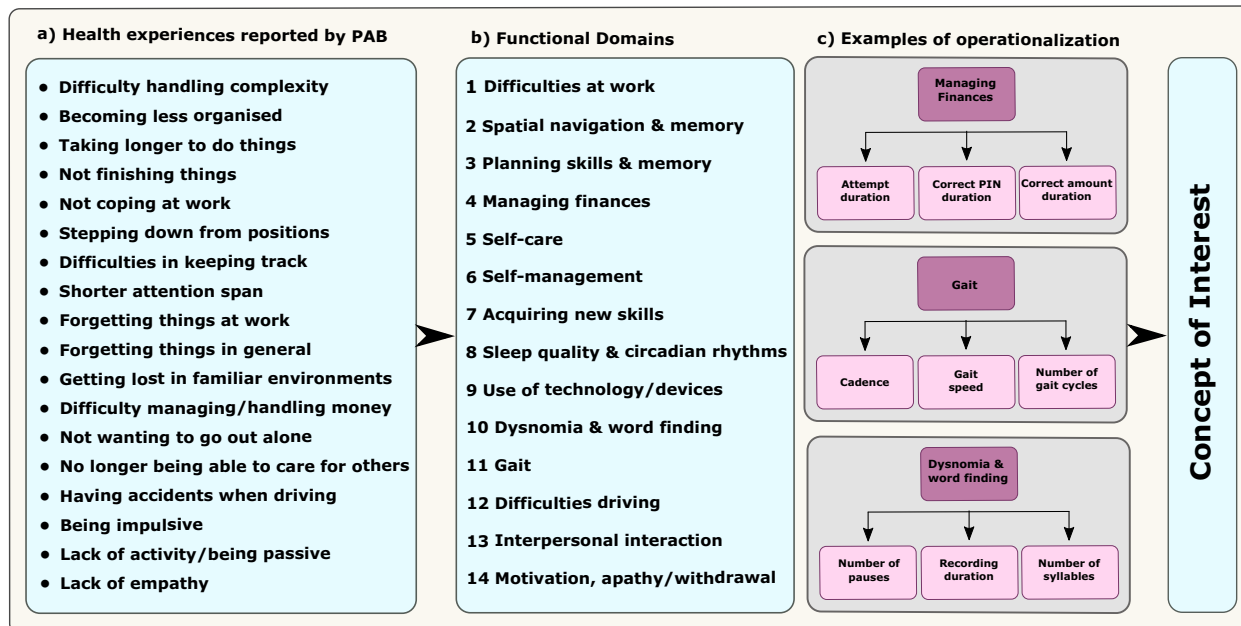 a) Health experiences reported by PAB
• Difficulty handling complexity
• Becoming less organised
• Taking longer to do things
• Not finishing things
• Not coping at work
• Stepping down from positions
• Difficulties in keeping track
• Shorter attention span
• Forgetting things at work
• Forgetting things in general
• Getting lost in familiar environments
• Difficulty managing/handling money
• Not wanting to go out alone
• No longer being able to care for others
• Having accidents when driving
• Being impulsive
• Lack of activity/being passive
• Lack of empathy
b) Functional Domains
1 Difficulties at work
2 Spatial navigation & memory
3 Planning skills & memory
4 Managing finances
5 Self-care
6 Self-management
7 Acquiring new skills
8 Sleep quality & circadian rhythms
9 Use of technology/devices
10 Dysnomia & word finding
11 Gait
12 Difficulties driving
13 Interpersonal interaction
14 Motivation, apathy/withdrawal
c) Examples of operationalization
Managing
Finances
Attempt
duration
Correct PIN
duration
Correct amount
duration
Gait
Cadence
Gait
speed
Number of
gait cycles
Dysnomia &
word finding
Number of
pauses
Recording
duration
Number of
syllables
Concept of Interest